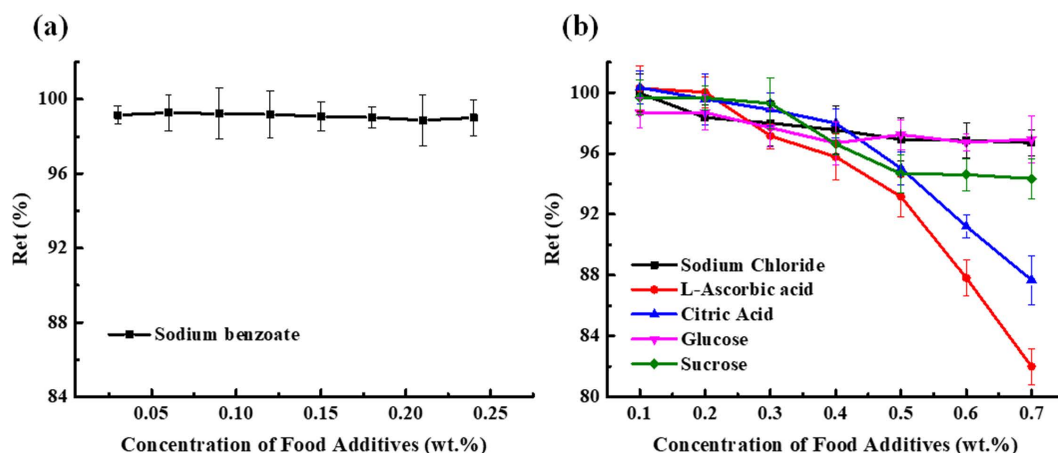 (a)
Ret (%)
100
96
92
88
84
Sodium benzoate
0.05 0.10 0.15 0.20 0.25
Concentration of Food Additives (wt.%)
(b)
Ret (%)
100
96
92
88
84
80
Sodium Chloride
L-Ascorbic acid
Citric Acid
Glucose
Sucrose
0.1 0.2 0.3 0.4 0.5 0.6 0.7
Concentration of Food Additives (wt.%)